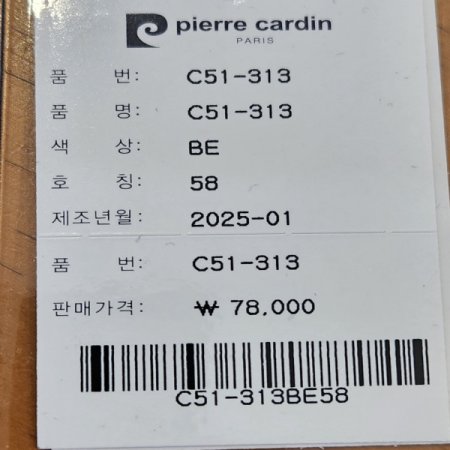 pierre cardin
PARIS
품 번: C51-313
품 명: C51-313
색 상: BE
호 칭: 58
제조년월: 2025-01
품 번: C51-313
판매가격: ₩ 78,000
C51-313BE58